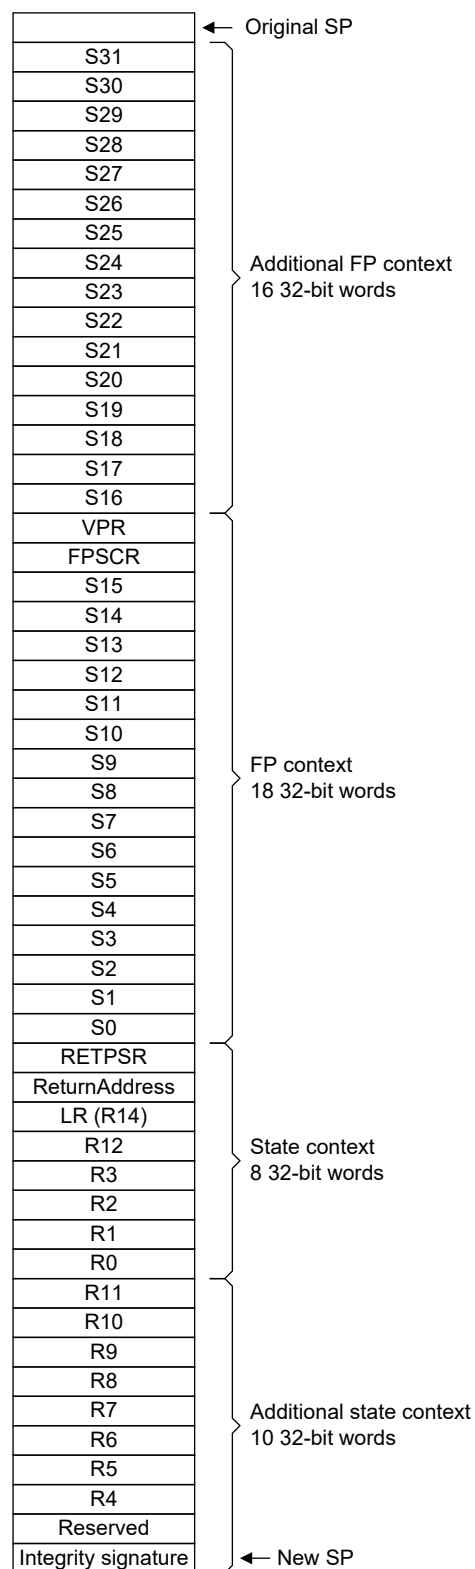 Original SP
S31
S30
S29
S28
S27
S26
S25
S24
S23
S22
S21
S20
S19
S18
S17
S16
Additional FP context
16 32-bit words
VPR
FPSCR
S15
S14
S13
S12
S11
S10
S9
S8
S7
S6
S5
S4
S3
S2
S1
S0
FP context
18 32-bit words
RETPSR
ReturnAddress
LR (R14)
R12
R3
R2
R1
R0
State context
8 32-bit words
R11
R10
R9
R8
R7
R6
R5
R4
Reserved
Integrity signature
Additional state context
10 32-bit words
New SP